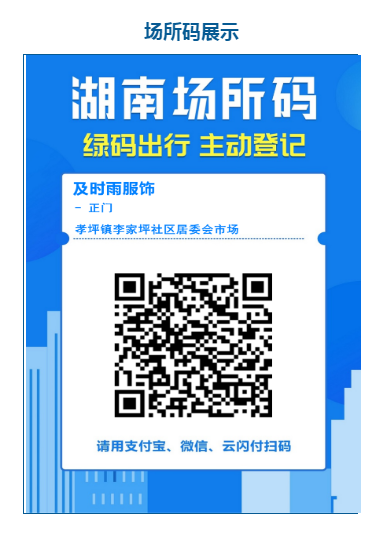 场所码展示
湖南场所码
绿码出行 主动登记
及时雨服饰
- 正门
孝坪镇李家坪社区居委会市场
请用支付宝、微信、云闪付扫码